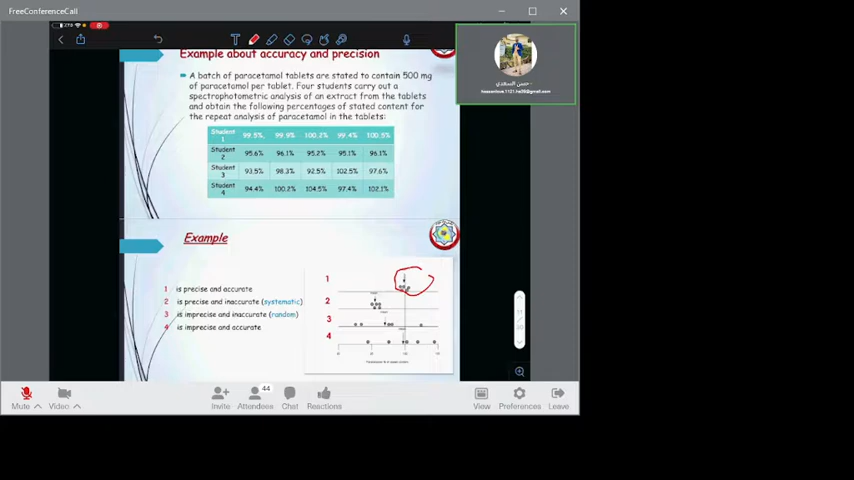 FreeConferenceCall
Example about accuracy and precision
A batch of paracetamol tablets are stated to contain 500 mg
of paracetamol per tablet. Four students carry out a
spectrophotometric analysis of an extract from the tablets
and obtain the following percentages of stated content for
the repeat analysis of paracetamol in the tablets:
Student 1 99.5% 99.9% 100.2% 99.4% 100.5%
Student 2 95.6% 96.1% 95.2% 95.1% 96.1%
Student 3 93.5% 98.3% 92.5% 102.5% 97.6%
Student 4 94.4% 100.2% 104.5% 97.4% 102.1%
حسن السعدي -
Example
1 is precise and accurate
2 is precise and inaccurate (systematic)
3 is imprecise and inaccurate (random)
4 is imprecise and accurate
1
2
3
4
Mute
Video
Invite
44
Attendees
Chat
Reactions
View
Preferences
Leave